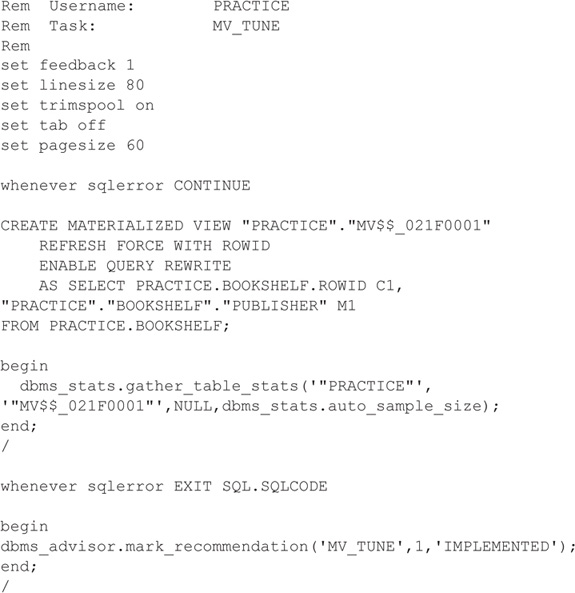 Rem  Username:        PRACTICE
Rem  Task:            MV_TUNE
Rem
set feedback 1
set linesize 80
set trimspool on
set tab off
set pagesize 60

whenever sqlerror CONTINUE

CREATE MATERIALIZED VIEW "PRACTICE"."MV$$_021F0001"
    REFRESH FORCE WITH ROWID
    ENABLE QUERY REWRITE
    AS SELECT PRACTICE.BOOKSHELF.ROWID C1,
"PRACTICE"."BOOKSHELF"."PUBLISHER" M1
FROM PRACTICE.BOOKSHELF;

begin
  dbms_stats.gather_table_stats('"PRACTICE"',
'"MV$$_021F0001"',NULL,dbms_stats.auto_sample_size);
end;
/

whenever sqlerror EXIT SQL.SQLCODE

begin
dbms_advisor.mark_recommendation('MV_TUNE',1,'IMPLEMENTED');
end;
/